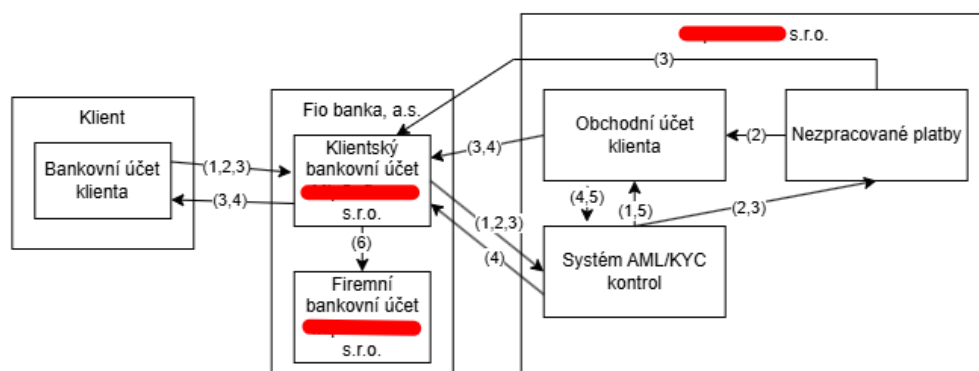 s.r.o.
(3)
Klient
Bankovní účet
klienta
(1,2,3)
(3,4)
Fio banka, a.s.
Klientský
bankovní účet
s.r.o.
(6)
Firemní
bankovní účet
s.r.o.
(3,4)
(1,2,3)
(4)
Obchodní účet
klienta
(2)
Nezpracované platby
(4,5)
(1,5)
(2,3)
Systém AML/KYC
kontrol